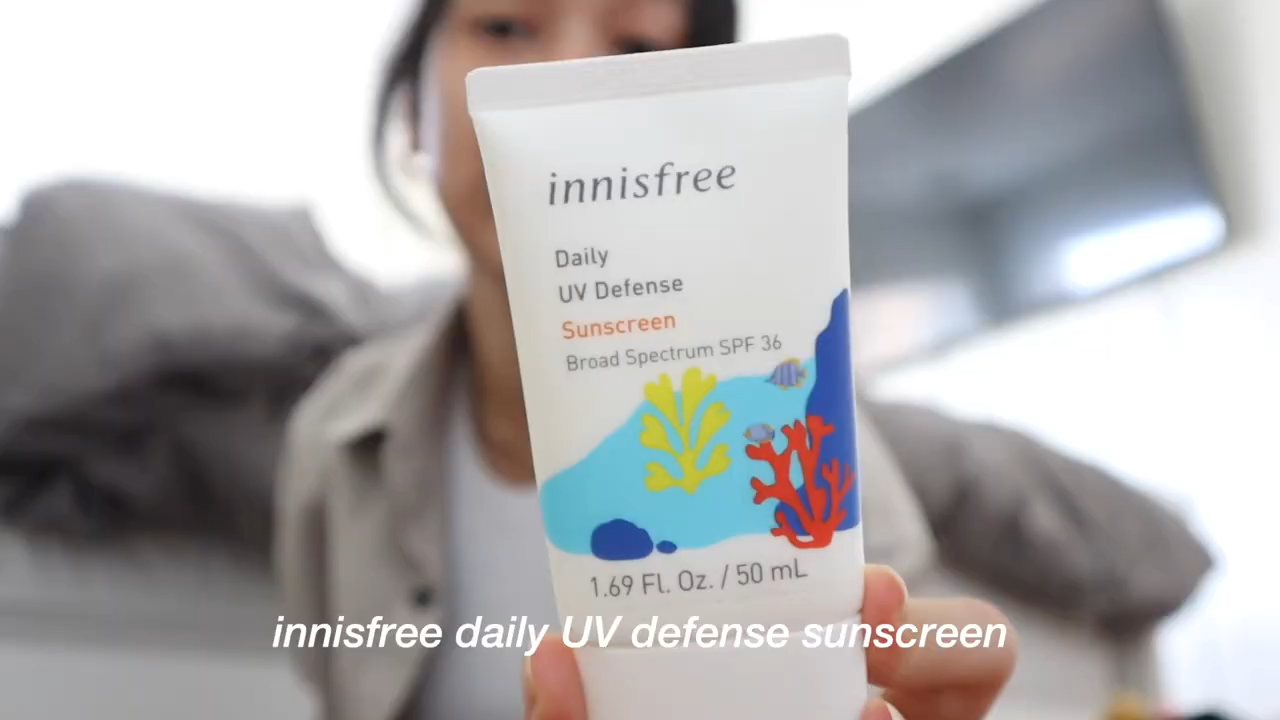 innisfree
Daily
UV Defense
Sunscreen
Broad Spectrum SPF 36
1.69 Fl. Oz. / 50 mL
innisfree daily UV defense sunscreen